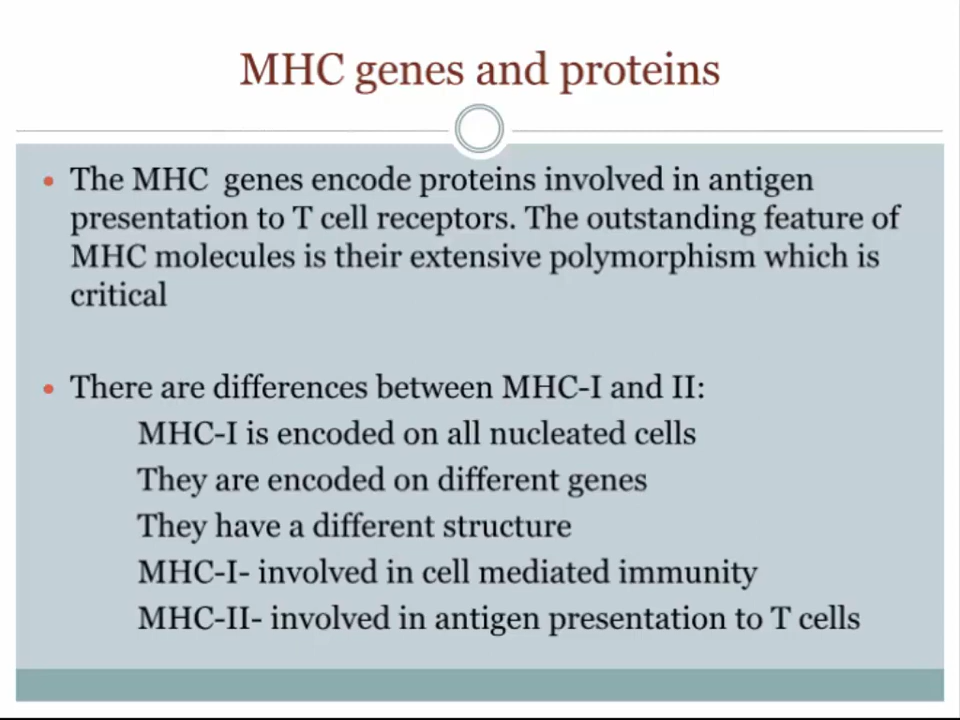 MHC genes and proteins
• The MHC  genes encode proteins involved in antigen
presentation to T cell receptors. The outstanding feature of
MHC molecules is their extensive polymorphism which is
critical
• There are differences between MHC-I and II:
MHC-I is encoded on all nucleated cells
They are encoded on different genes
They have a different structure
MHC-I- involved in cell mediated immunity
MHC-II- involved in antigen presentation to T cells